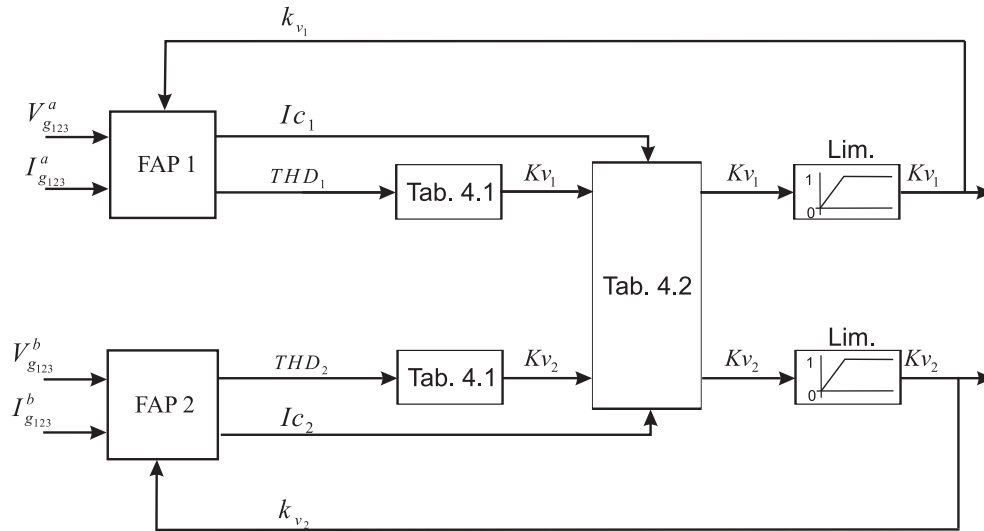 k_{v_1}
V^a_{g_{123}}
I^a_{g_{123}}
FAP 1
Ic_1
THD_1
Tab. 4.1
Kv_1
Tab. 4.2
Kv_1
Lim.
1
0
Kv_1
V^b_{g_{123}}
I^b_{g_{123}}
FAP 2
THD_2
Ic_2
Tab. 4.1
Kv_2
Kv_2
Lim.
1
0
Kv_2
k_{v_2}